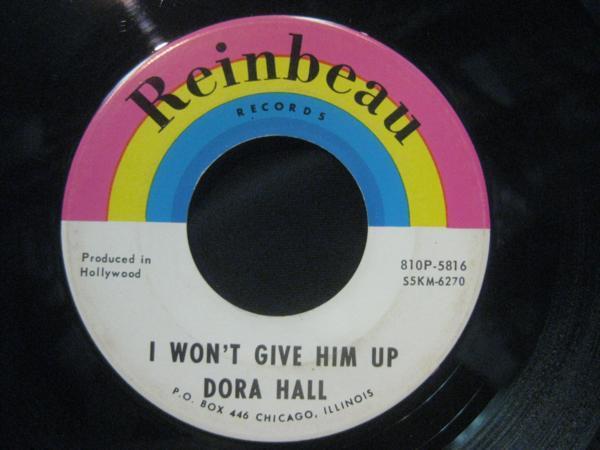 Reinbeau
RECORDS
Produced in
Hollywood
810P-5816
S5KM-6270
I WON'T GIVE HIM UP
DORA HALL
P.O. BOX 446 CHICAGO, ILLINOIS